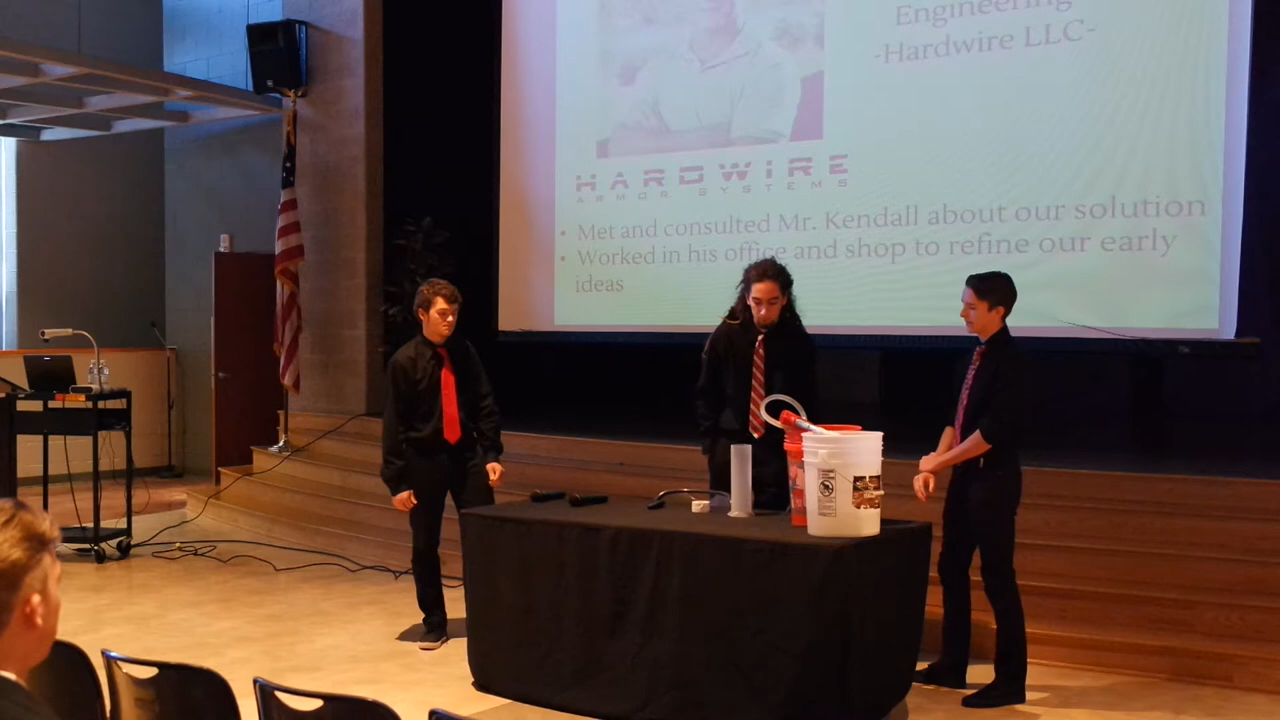 Engineering
-Hardwire LLC-
HARDWIRE
ARMOR SYSTEMS
• Met and consulted Mr. Kendall about our solution
• Worked in his office and shop to refine our early
ideas